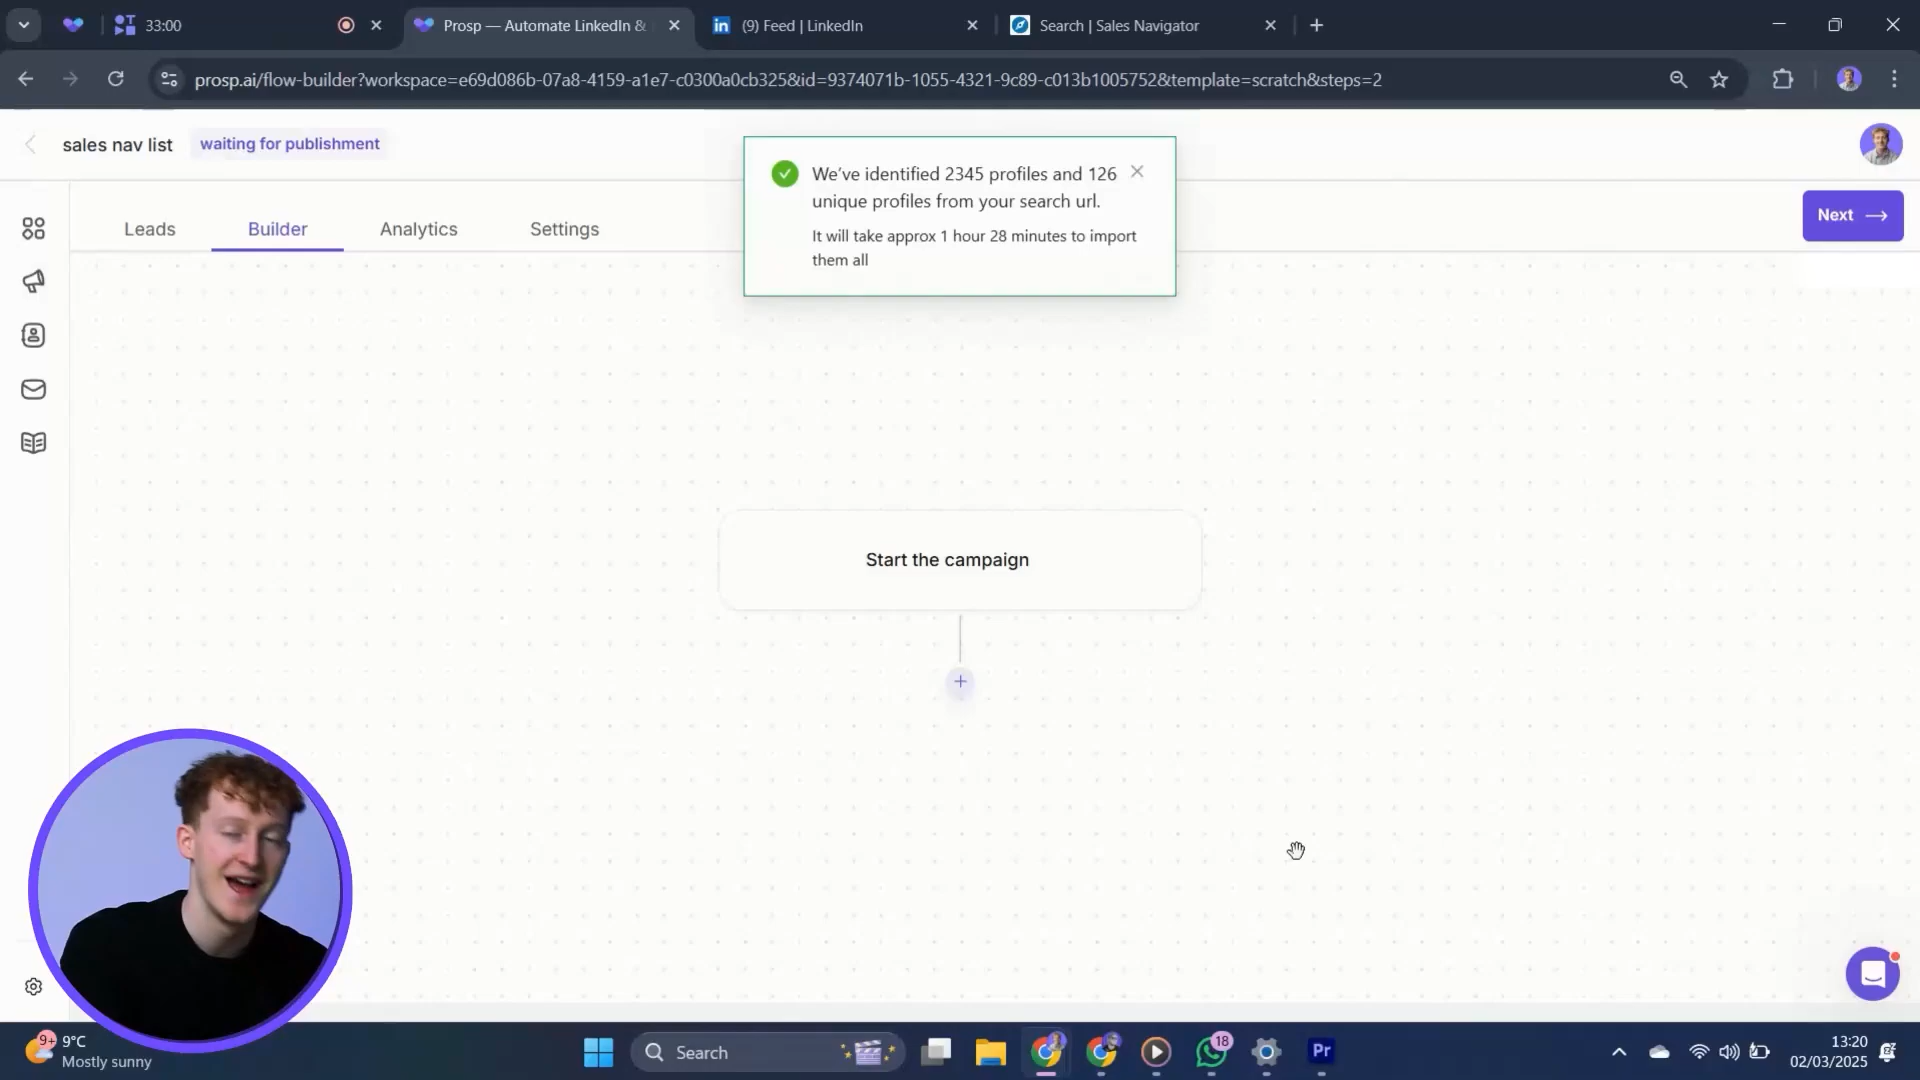 33:00
Prosp — Automate LinkedIn &
(9) Feed | LinkedIn
Search | Sales Navigator
prosp.ai/flow-builder?workspace=e69d086b-07a8-4159-a1e7-c0300a0cb325&id=9374071b-1055-4321-9c89-c013b1005752&template=scratch&steps=2
sales nav list
waiting for publishment
We've identified 2345 profiles and 126
unique profiles from your search url.
It will take approx 1 hour 28 minutes to import
them all
Leads
Builder
Analytics
Settings
Next
Start the campaign
9+
9°C
Mostly sunny
Search
18
Pr
13:20
02/03/2025